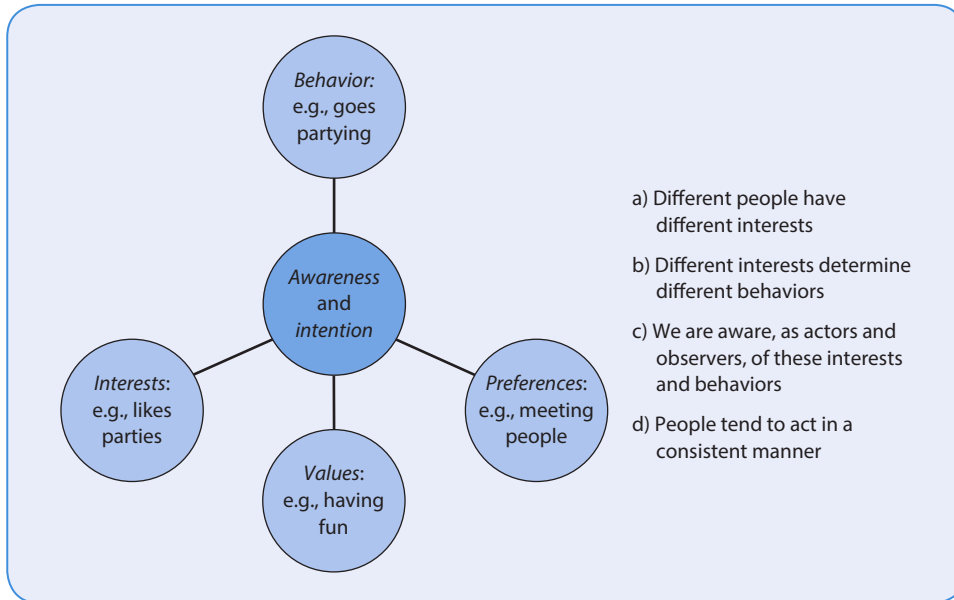 Behavior:
e.g., goes
partying
Awareness
and
intention
Interests:
e.g., likes
parties
Values:
e.g., having
fun
Preferences:
e.g., meeting
people
a) Different people have
different interests
b) Different interests determine
different behaviors
c) We are aware, as actors and
observers, of these interests
and behaviors
d) People tend to act in a
consistent manner